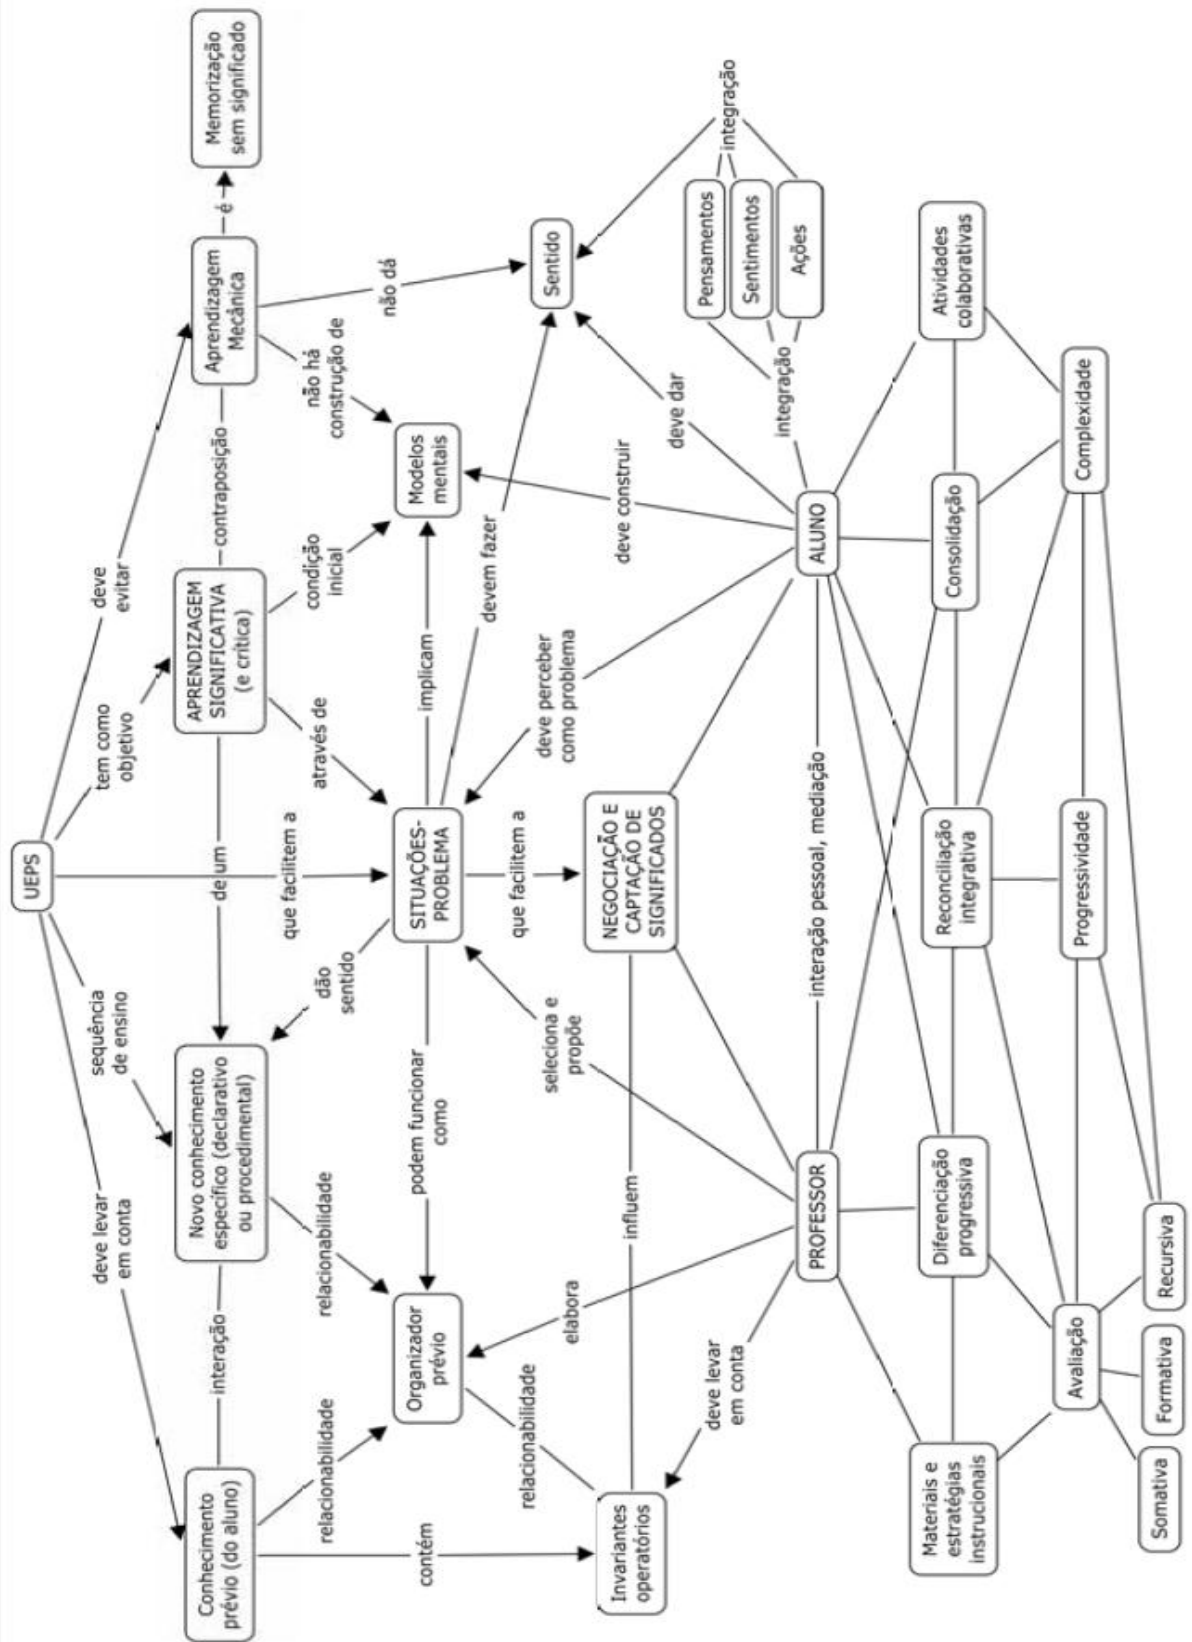 UEPS
deve levar
em conta
sequência
de ensino
tem como
objetivo
deve
evitar
Conhecimento
prévio (do aluno)
interação
Novo conhecimento
específico (declarativo
ou procedimental)
de um
APRENDIZAGEM
SIGNIFICATIVA
(e crítica)
contraposição
Aprendizagem
Mecânica
é
Memorização
sem significado
relacionabilidade
relacionabilidade
dão
sentido
que facilitem a
através de
condição
inicial
não há
construção de
não dá
contém
Organizador
prévio
podem funcionar
como
SITUAÇÕES-
PROBLEMA
implicam
Modelos
mentais
devem fazer
Sentido
relacionabilidade
elabora
seleciona e
propõe
que facilitem a
deve perceber
como problema
deve construir
deve dar
integração
Invariantes
operatórios
influem
NEGOCIAÇÃO E
CAPTAÇÃO DE
SIGNIFICADOS
deve levar
em conta
Pensamentos
Sentimentos
Ações
integração
PROFESSOR
interação pessoal, mediação
ALUNO
Materiais e
estratégias
instrucionais
Diferenciação
progressiva
Reconciliação
integrativa
Consolidação
Atividades
colaborativas
Avaliação
Progressividade
Complexidade
Somativa
Formativa
Recursiva